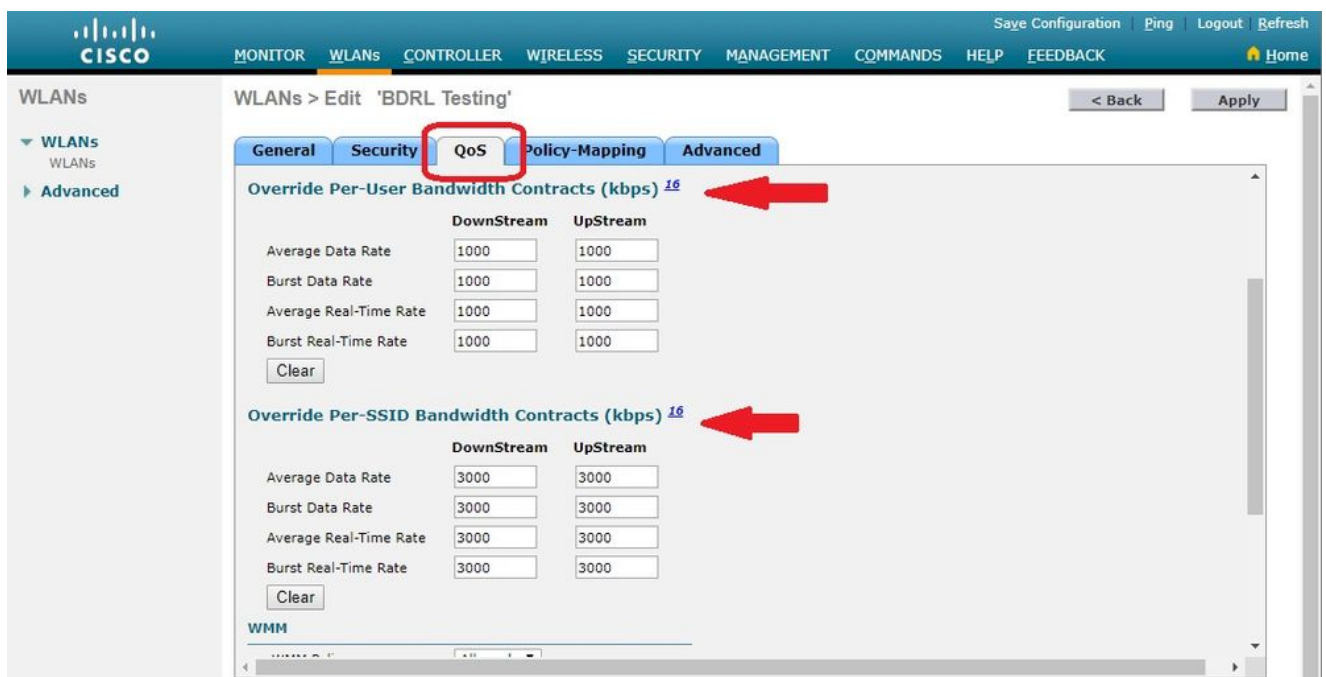 Save Configuration Ping Logout Refresh
CISCO
MONITOR WLANs CONTROLLER WIRELESS SECURITY MANAGEMENT COMMANDS HELP FEEDBACK Home
WLANs
WLANs
WLANs
Advanced
WLANs > Edit 'BDRL Testing'
< Back Apply
General Security QoS Policy-Mapping Advanced
Override Per-User Bandwidth Contracts (kbps) 16
DownStream UpStream
Average Data Rate 1000 1000
Burst Data Rate 1000 1000
Average Real-Time Rate 1000 1000
Burst Real-Time Rate 1000 1000
Clear
Override Per-SSID Bandwidth Contracts (kbps) 16
DownStream UpStream
Average Data Rate 3000 3000
Burst Data Rate 3000 3000
Average Real-Time Rate 3000 3000
Burst Real-Time Rate 3000 3000
Clear
WMM